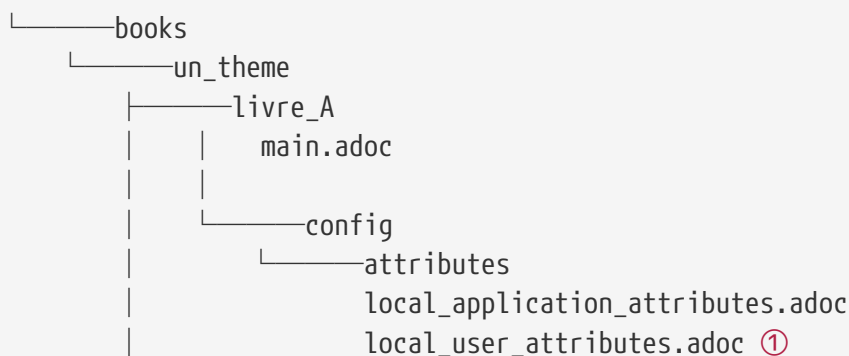 └──────books
└──────un_theme
├──────livre_A
│ │ main.adoc
│ │
│ └──────config
│ └──────attributes
│ local_application_attributes.adoc
│ local_user_attributes.adoc ①